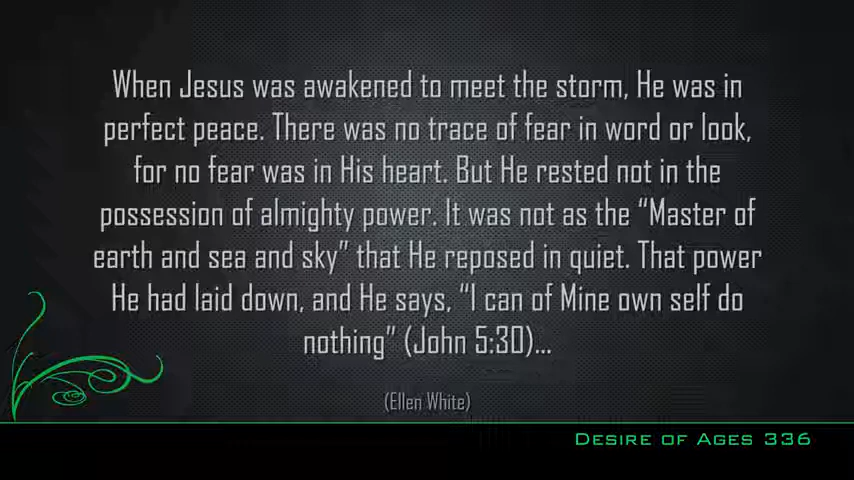 When Jesus was awakened to meet the storm, He was in
perfect peace. There was no trace of fear in word or look,
for no fear was in His heart. But He rested not in the
possession of almighty power. It was not as the “Master of
earth and sea and sky” that He reposed in quiet. That power
He had laid down, and He says, “I can of Mine own self do
nothing” (John 5:30)...
(Ellen White)
Desire of Ages 336